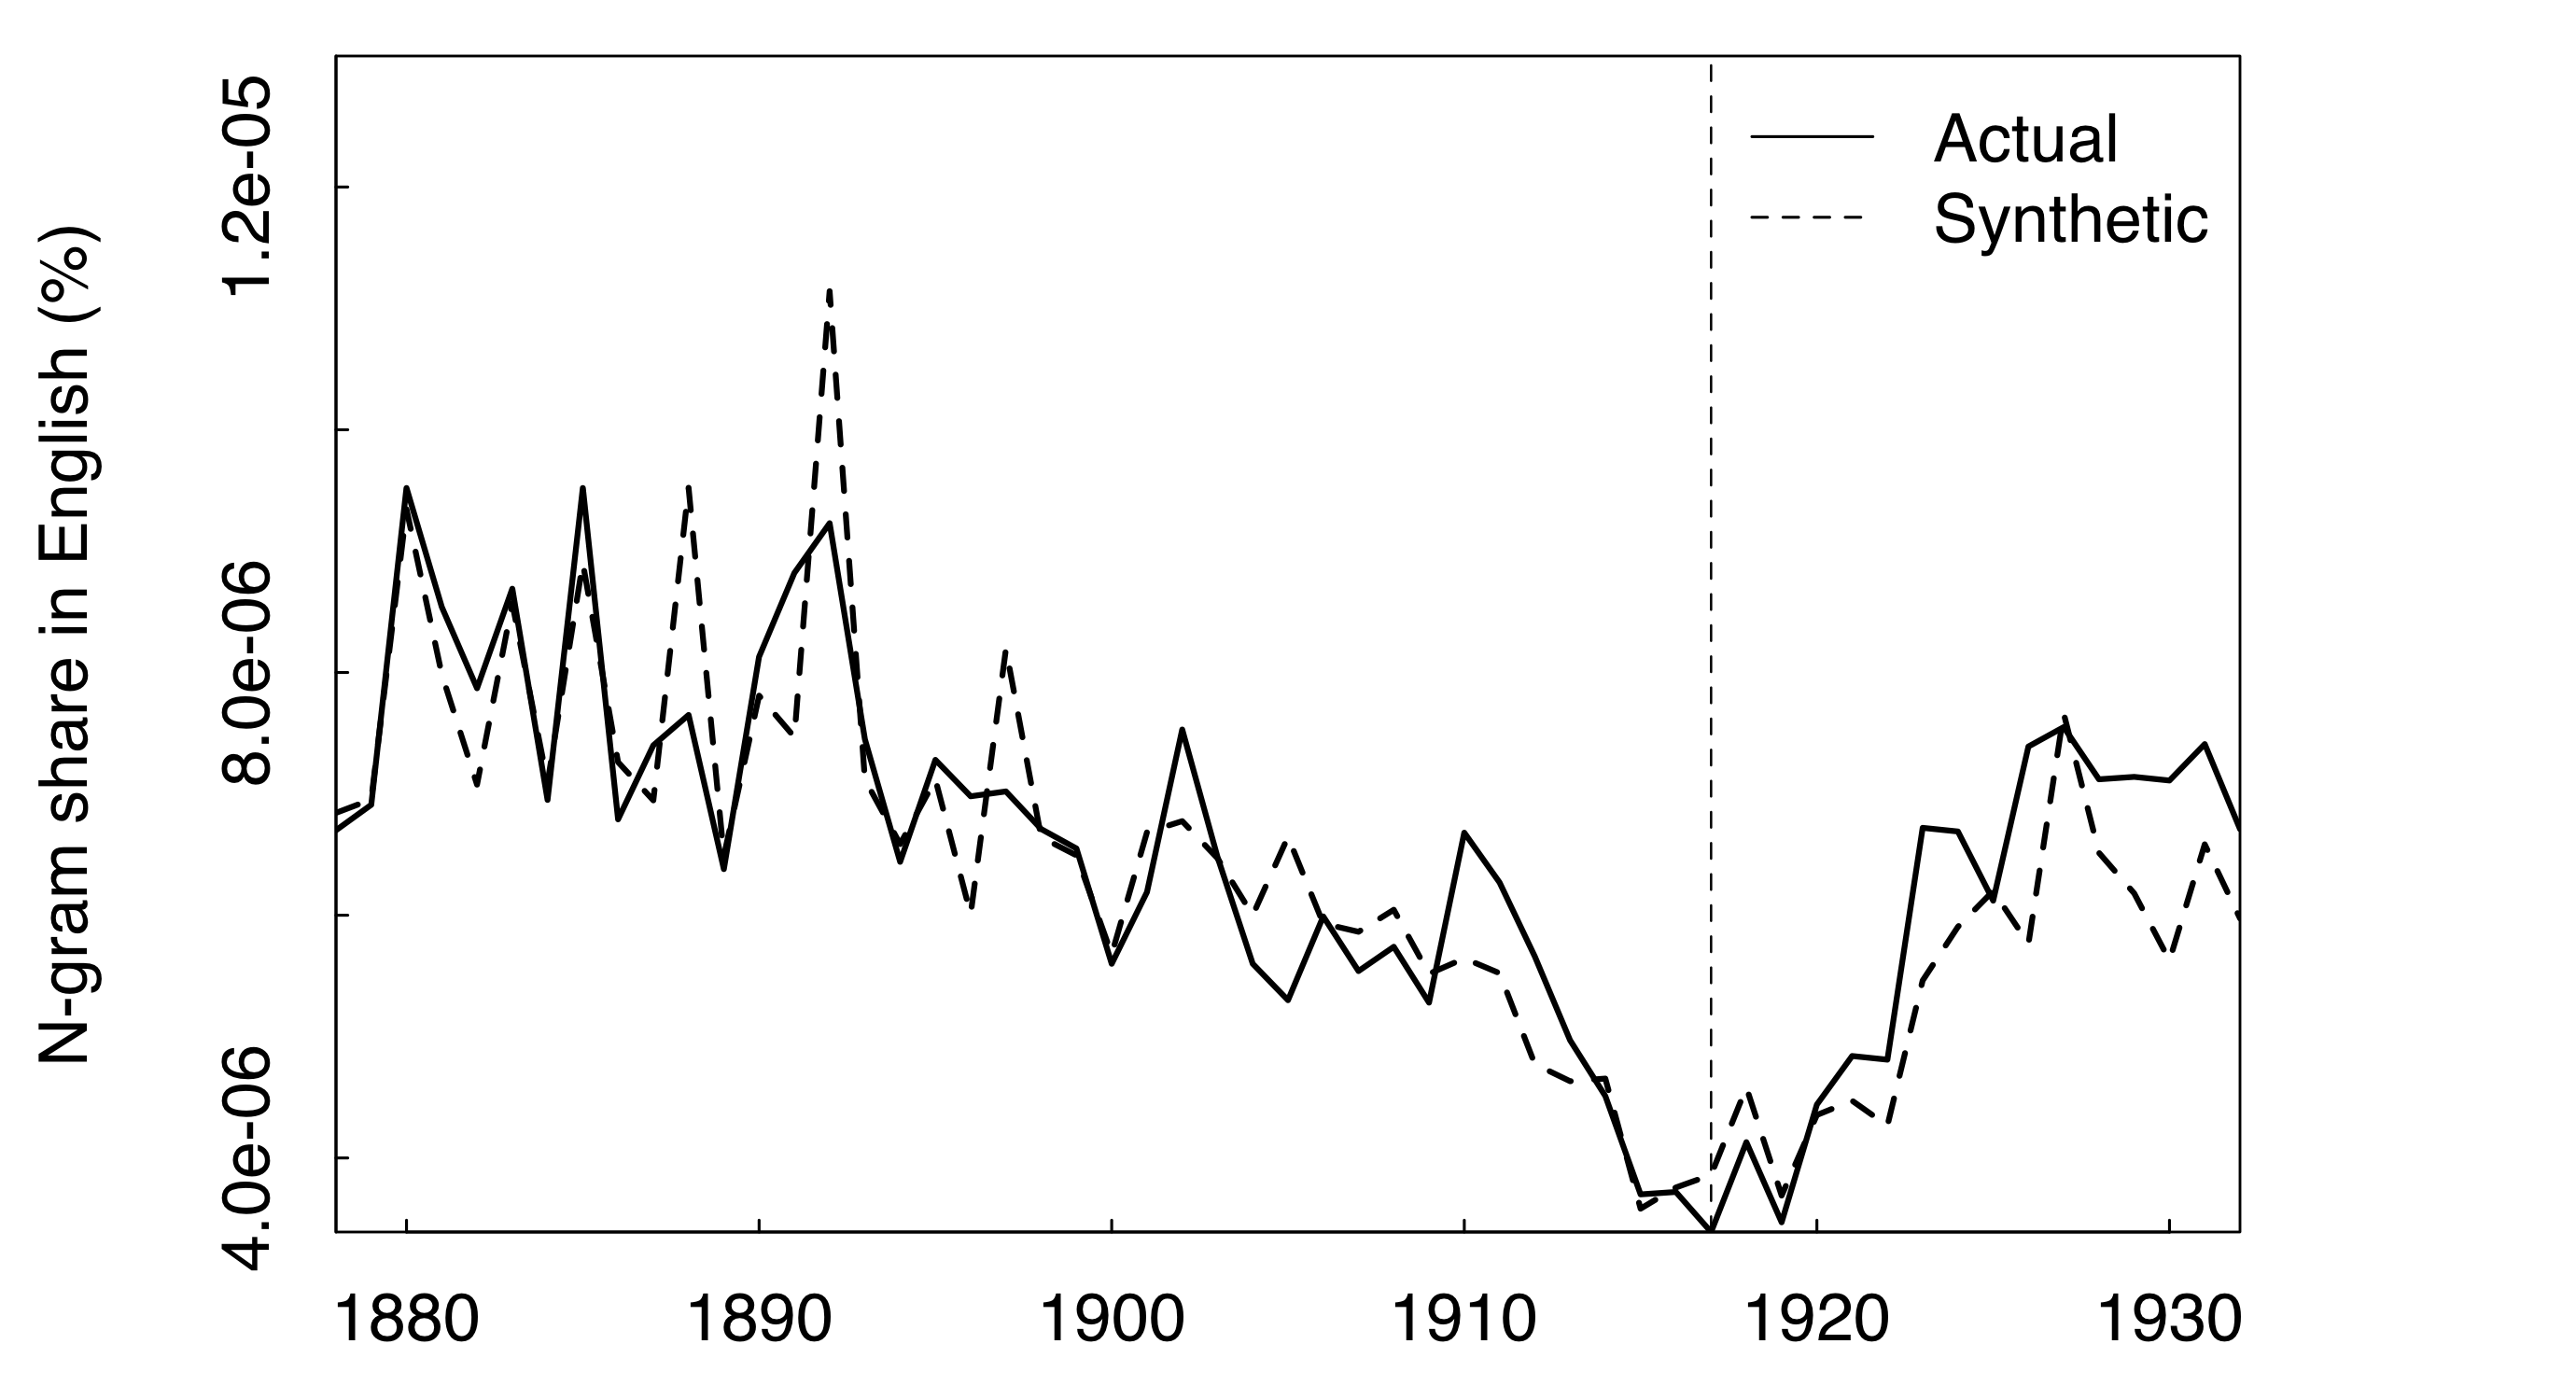 N-gram share in English (%)
1.2e-05
8.0e-06
4.0e-06
Actual
Synthetic
1880 1890 1900 1910 1920 1930